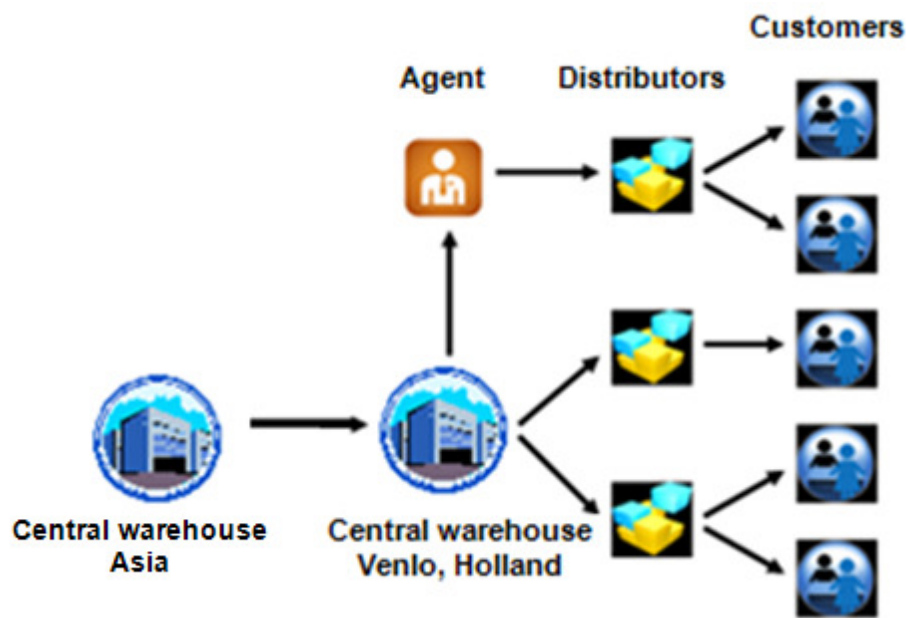 Customers
Agent
Distributors
Central warehouse
Asia
Central warehouse
Venlo, Holland